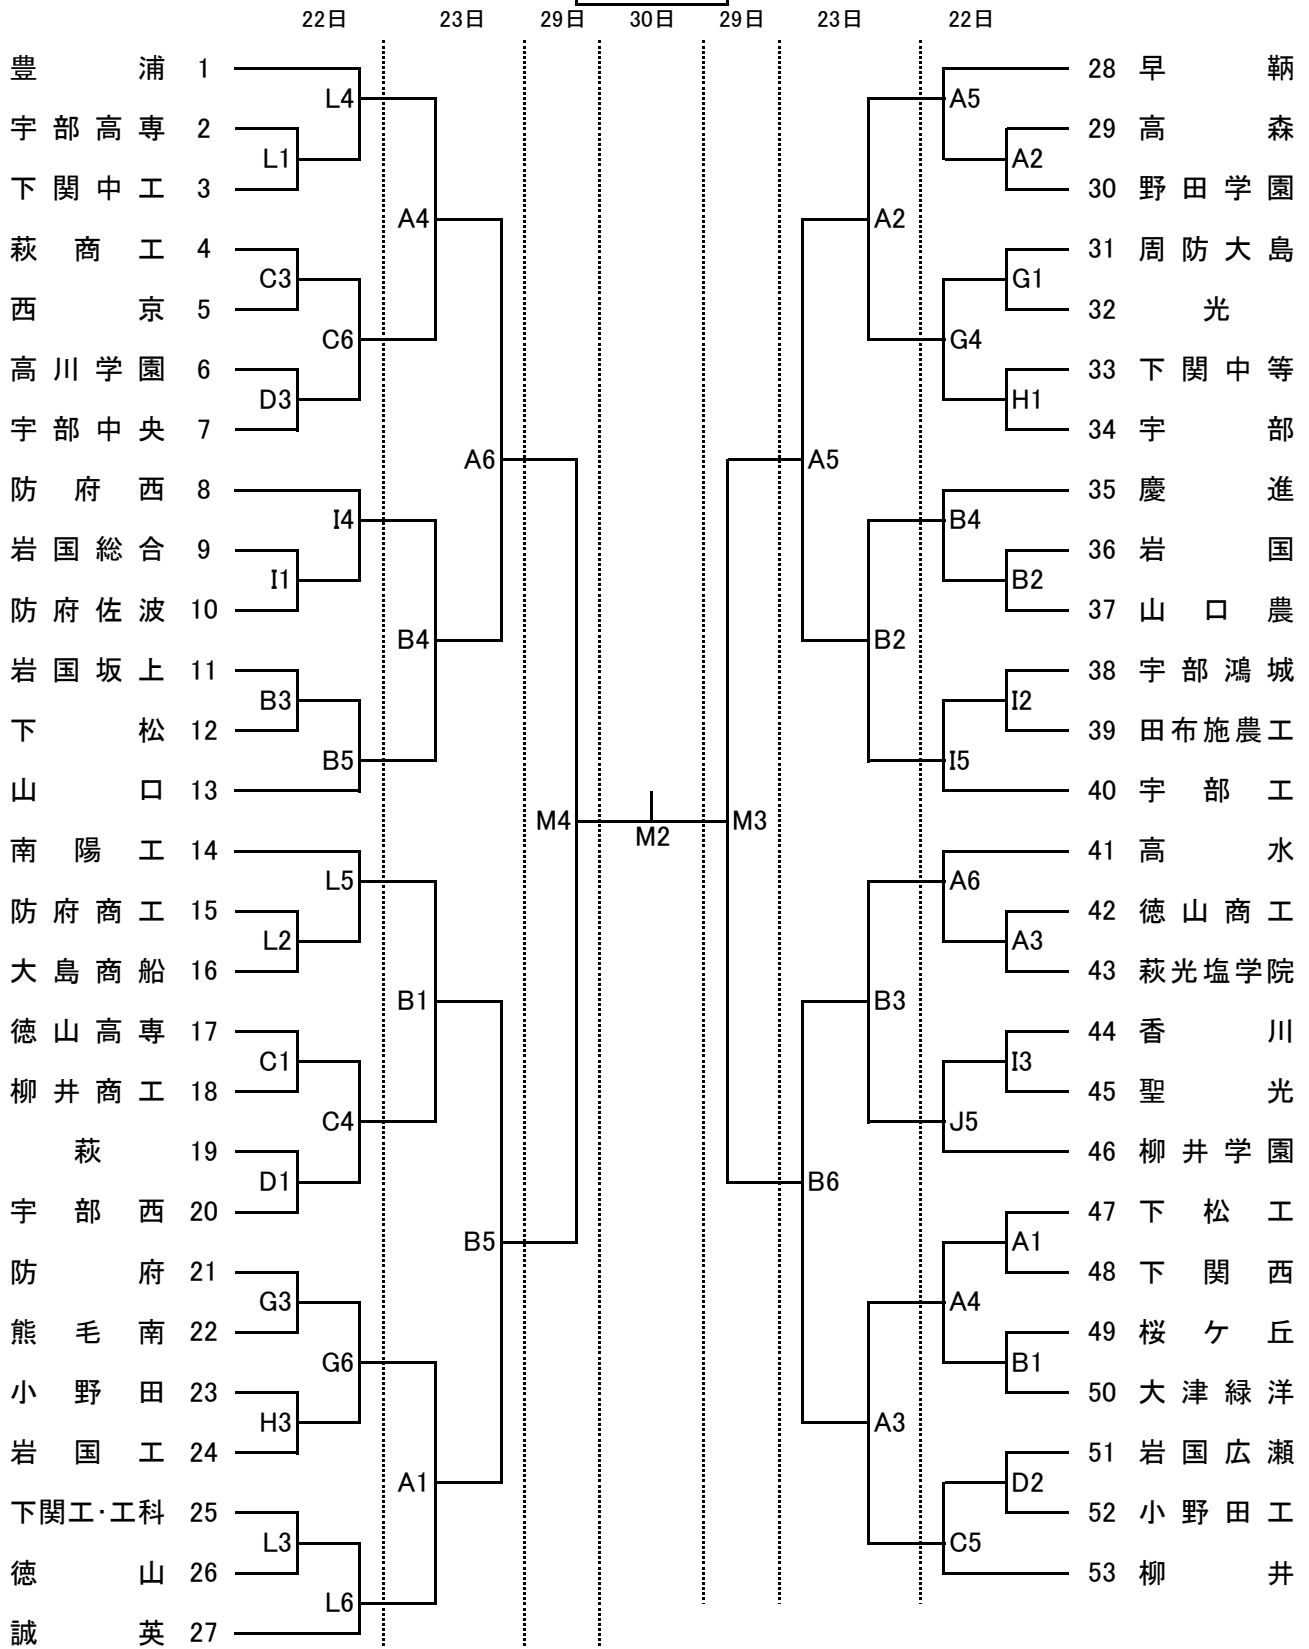 22日 23日 29日 30日 29日 23日 22日
豊浦 1 28 早鞆
L4 A5
宇部高専 2 29 高森
L1 A2
下関中工 3 30 野田学園
A4 A2
萩商工 4 31 周防大島
C3 G1
西京 5 32 光
C6 G4
高川学園 6 33 下関中等
D3 H1
宇部中央 7 34 宇部
A6 A5
防府西 8 35 慶進
I4 B4
岩国総合 9 36 岩国
I1 B2
防府佐波 10 37 山口農
B4 B2
岩国坂上 11 38 宇部鴻城
B3 I2
下松 12 39 田布施農工
B5 I5
山口 13 40 宇部工
M4 M2 M3
南陽工 14 41 高水
L5 A6
防府商工 15 42 徳山商工
L2 A3
大島商船 16 43 萩光塩学院
B1 B3
徳山高専 17 44 香川
C1 I3
柳井商工 18 45 聖光
C4 J5
萩 19 46 柳井学園
D1 B6
宇部西 20 47 下松工
B5 A1
防府 21 48 下関西
G3 A4
熊毛南 22 49 桜ケ丘
G6 B1
小野田 23 50 大津緑洋
H3 A3
岩国工 24 51 岩国広瀬
A1 D2
下関工・工科 25 52 小野田工
L3 C5
徳山 26 53 柳井
L6
誠英 27